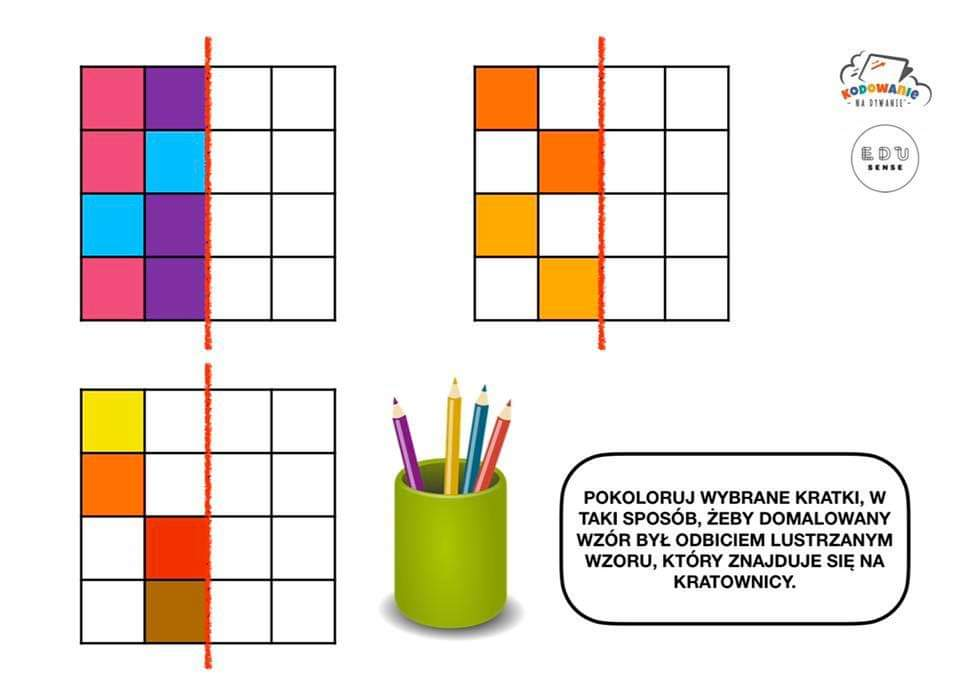 KODOWANIE
- NA DYWANIE -
EDU
SENSE
POKOLORUJ WYBRANE KRATKI, W
TAKI SPOSÓB, ŻEBY DOMALOWANY
WZÓR BYŁ ODBICIEM LUSTRZANYM
WZORU, KTÓRY ZNAJDUJE SIĘ NA
KRATOWNICY.